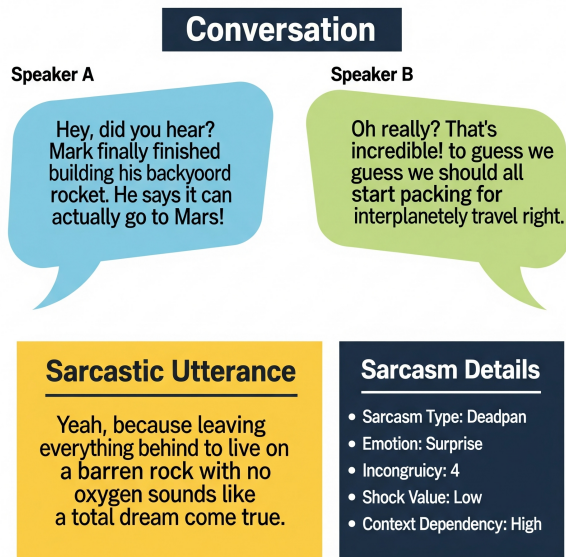 Conversation
Speaker A
Hey, did you hear?
Mark finally finished
building his backyoord
rocket. He says it can
actually go to Mars!
Speaker B
Oh really? That's
incredible! to guess we
guess we should all
start packing for
interplanetely travel right.
Sarcastic Utterance
Yeah, because leaving
everything behind to live on
a barren rock with no
oxygen sounds like
a total dream come true.
Sarcasm Details
• Sarcasm Type: Deadpan
• Emotion: Surprise
• Incongruicy: 4
• Shock Value: Low
• Context Dependency: High